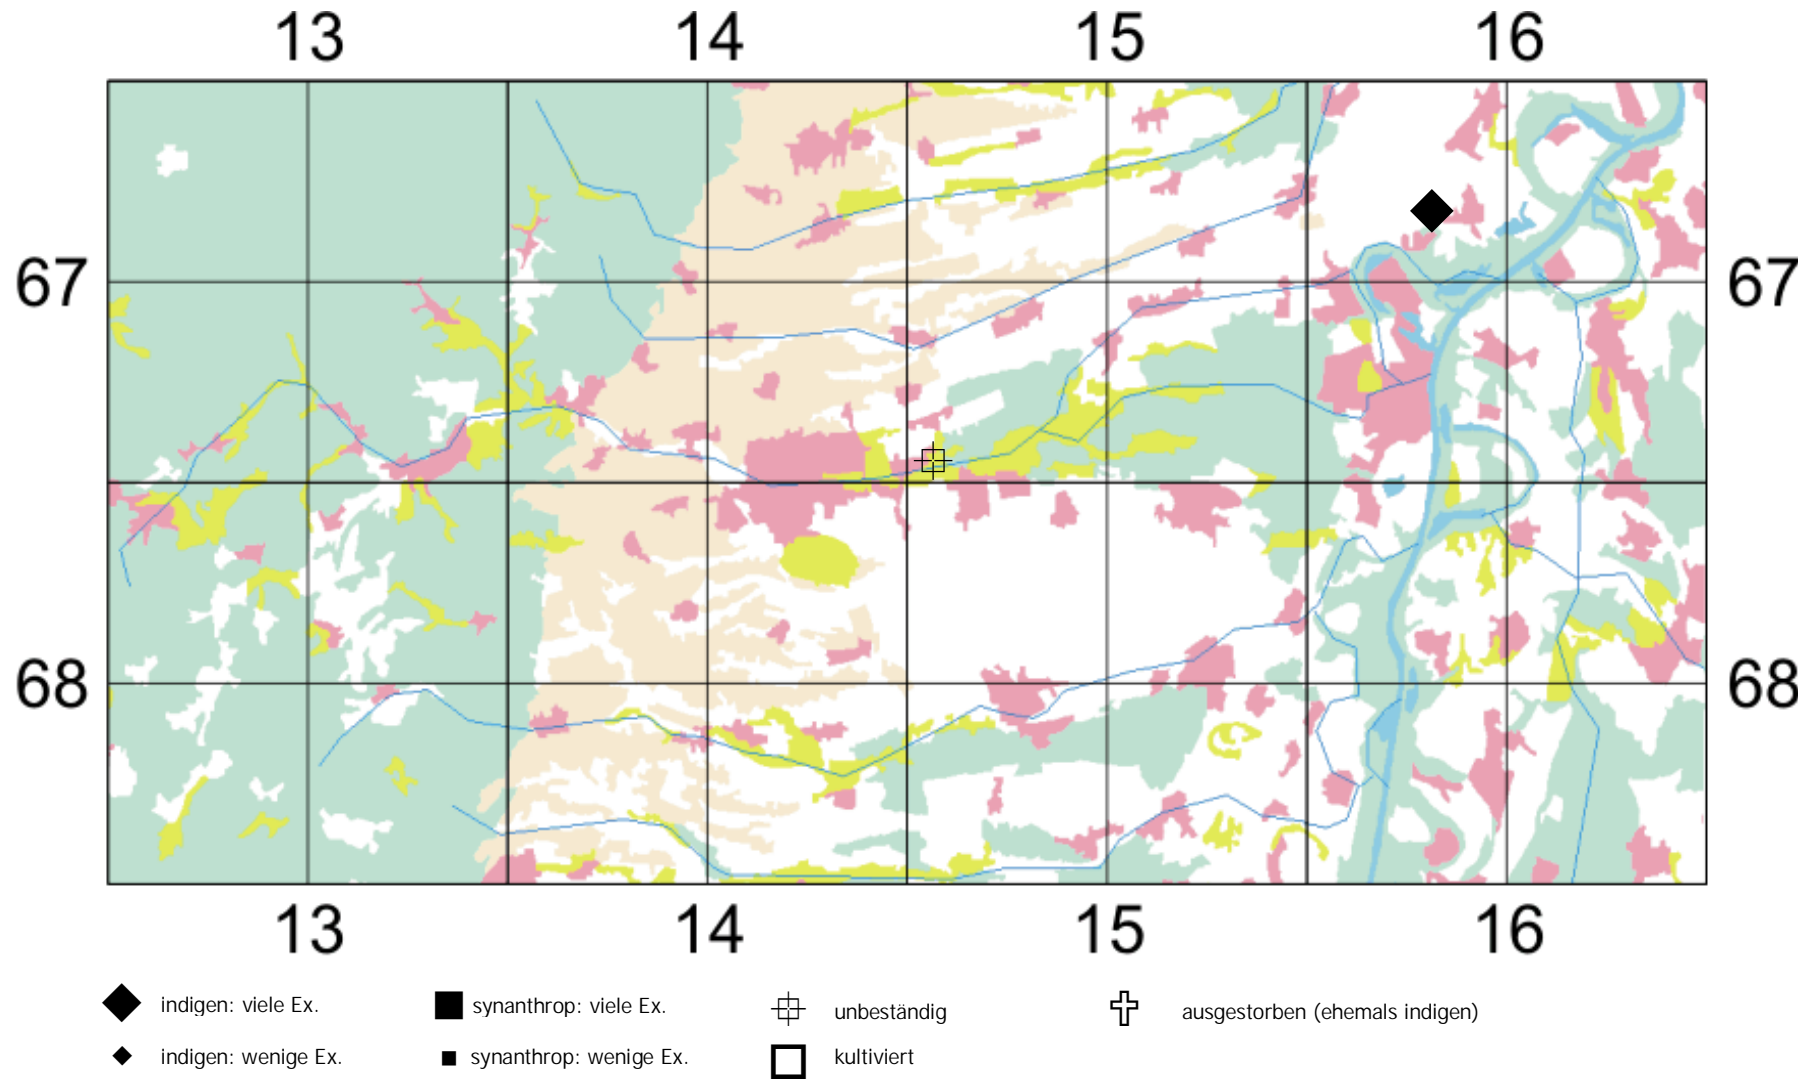 13 14 15 16
67 67
68 68
13 14 15 16
indigen: viele Ex. synanthrop: viele Ex. unbeständig ausgestorben (ehemals indigen)
indigen: wenige Ex. synanthrop: wenige Ex. kultiviert